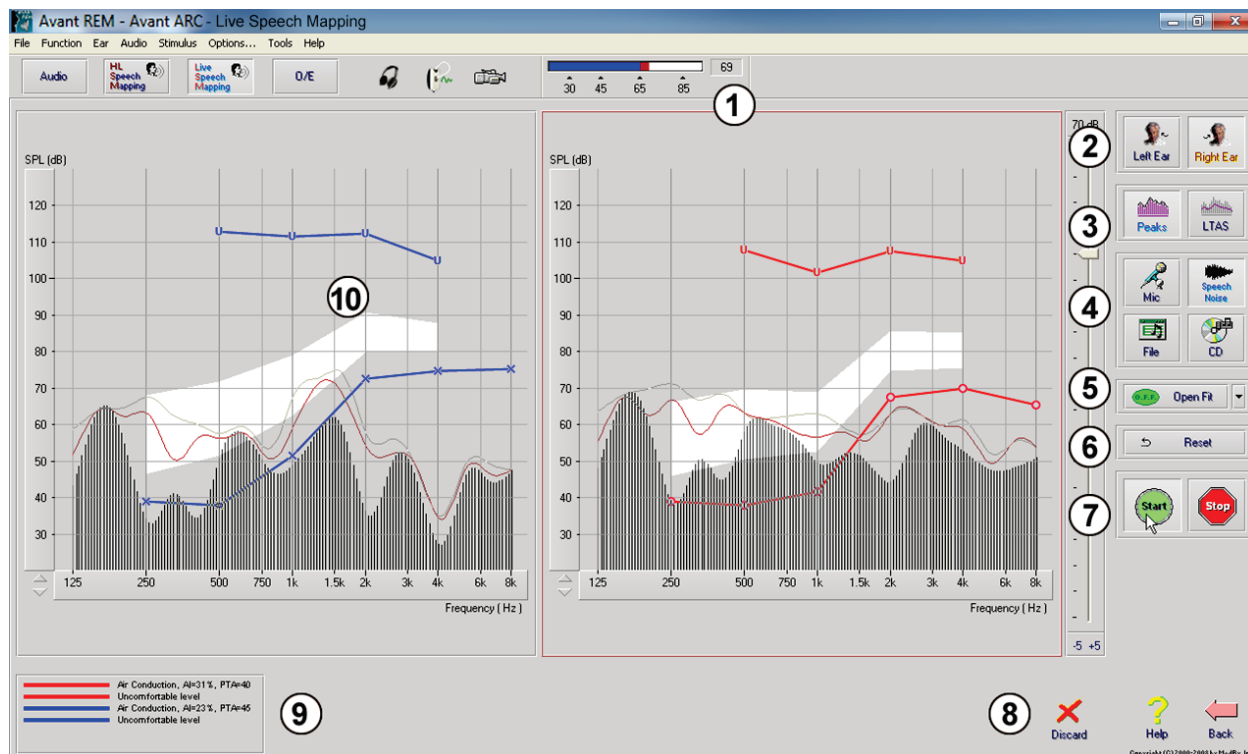 Avant REM - Avant ARC - Live Speech Mapping
File Function Ear Audio Stimulus Options... Tools Help
Audio
HL Speech Mapping
Live Speech Mapping
O/E
69
30 45 65 85
1
SPL (dB)
120
110
100
90
80
70
60
50
40
30
U U U U
10
125 250 500 750 1k 1.5k 2k 3k 4k 6k 8k
Frequency ( Hz )
SPL (dB)
120
110
100
90
80
70
60
50
40
30
U U U U
125 250 500 750 1k 1.5k 2k 3k 4k 6k 8k
Frequency ( Hz )
70 dB
-5 +5
2
Left Ear Right Ear
3
Peaks LTAS
4
Mic Speech Noise
File CD
5
O.F.F. Open Fit
6
Reset
7
Start Stop
Air Conduction, AI=31%, PTA=40
Uncomfortable level
Air Conduction, AI=23%, PTA=45
Uncomfortable level
9
8
Discard Help Back